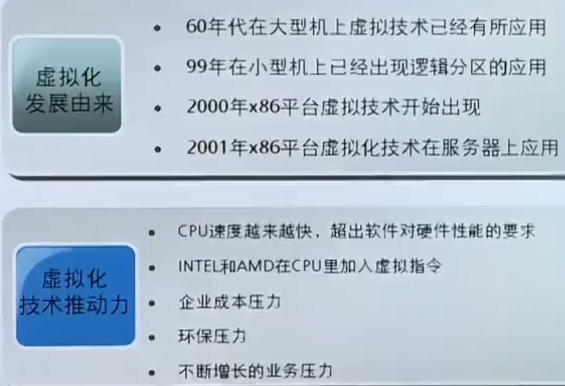 虚拟化
发展由来
• 60年代在大型机上虚拟技术已经有所应用
• 99年在小型机上已经出现逻辑分区的应用
• 2000年x86平台虚拟技术开始出现
• 2001年x86平台虚拟化技术在服务器上应用
虚拟化
技术推动力
• CPU速度越来越快，超出软件对硬件性能的要求
• INTEL和AMD在CPU里加入虚拟指令
• 企业成本压力
• 环保压力
• 不断增长的业务压力